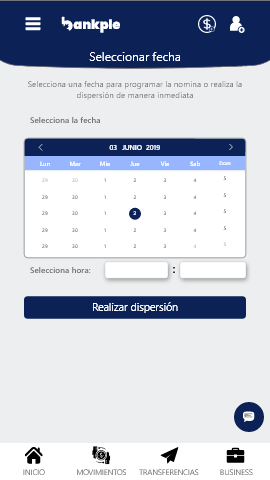 bankple
Seleccionar fecha
Selecciona una fecha para programar la nomina o realiza la
dispersión de manera inmediata
Selecciona la fecha
03 JUNIO 2019
Lun Mar Mie Jue Vie Sab Dom
29 30 1 2 3 4 5
29 30 1 2 3 4 5
29 30 1 2 3 4 5
29 30 1 2 3 4 5
29 30 1 2 3 4 5
Selecciona hora: :
Realizar dispersión
INICIO MOVIMIENTOS TRANSFERENCIAS BUSINESS